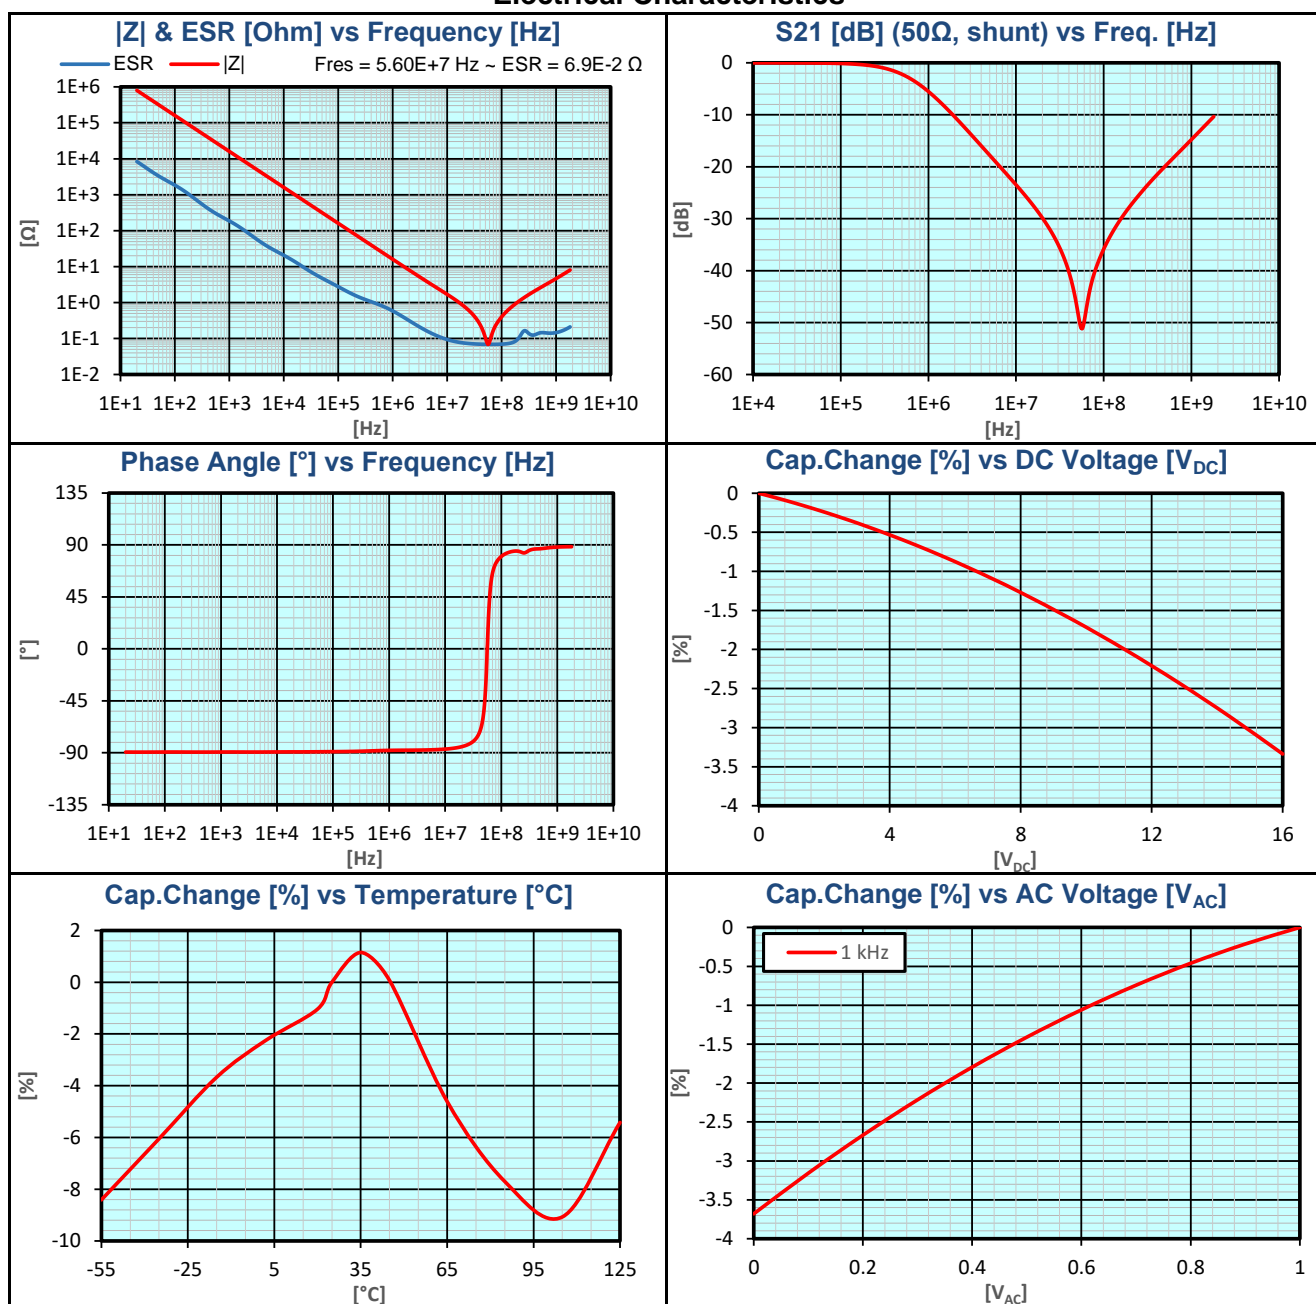 Electrical Characteristics
|Z| & ESR [Ohm] vs Frequency [Hz]
ESR |Z| Fres = 5.60E+7 Hz ~ ESR = 6.9E-2 Ω
1E+6
1E+5
1E+4
1E+3
1E+2
1E+1
1E+0
1E-1
1E-2
[Ω]
1E+1 1E+2 1E+3 1E+4 1E+5 1E+6 1E+7 1E+8 1E+9 1E+10
[Hz]
S21 [dB] (50Ω, shunt) vs Freq. [Hz]
0
-10
-20
-30
-40
-50
-60
[dB]
1E+4 1E+5 1E+6 1E+7 1E+8 1E+9 1E+10
[Hz]
Phase Angle [°] vs Frequency [Hz]
135
90
45
0
-45
-90
-135
[°]
1E+1 1E+2 1E+3 1E+4 1E+5 1E+6 1E+7 1E+8 1E+9 1E+10
[Hz]
Cap.Change [%] vs DC Voltage [VDC]
0
-0.5
-1
-1.5
-2
-2.5
-3
-3.5
-4
[%]
0 4 8 12 16
[VDC]
Cap.Change [%] vs Temperature [°C]
2
0
-2
-4
-6
-8
-10
[%]
-55 -25 5 35 65 95 125
[°C]
Cap.Change [%] vs AC Voltage [VAC]
1 kHz
0
-0.5
-1
-1.5
-2
-2.5
-3
-3.5
-4
[%]
0 0.2 0.4 0.6 0.8 1
[VAC]